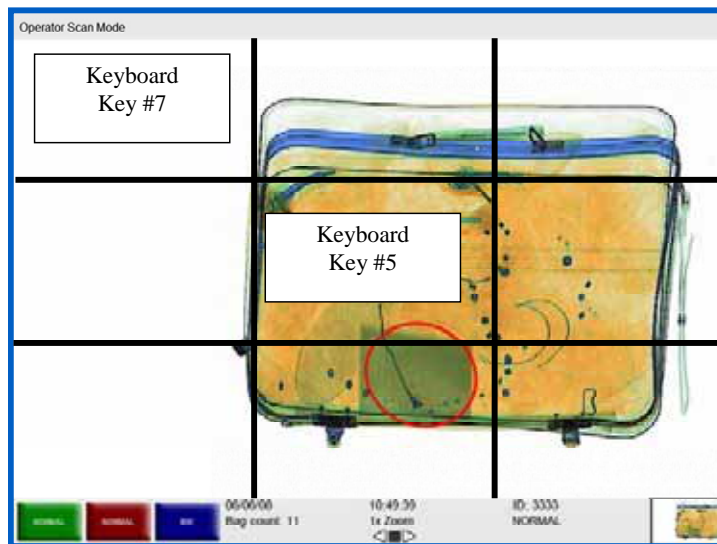 Operator Scan Mode
Keyboard
Key #7
Keyboard
Key #5
NORMAL
NORMAL
06/06/08
Bag count: 11
10:49:39
1x Zoom
ID: 3333
NORMAL